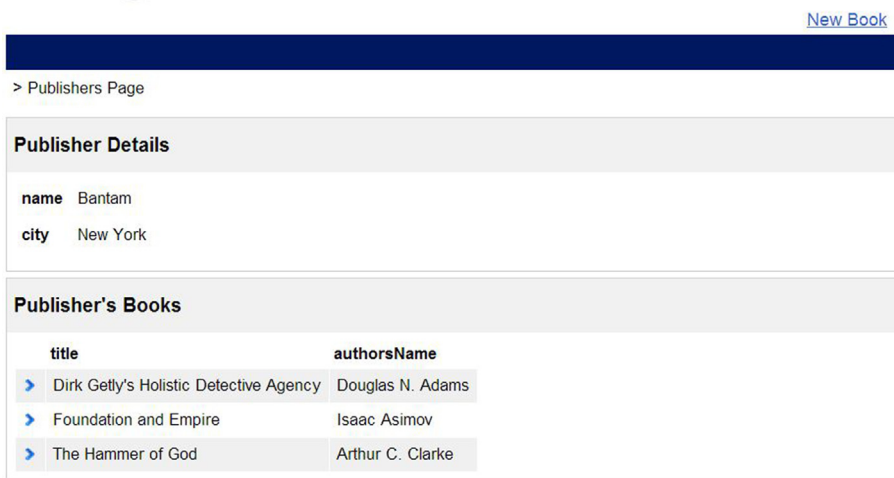 New Book
> Publishers Page
Publisher Details
name Bantam
city New York
Publisher's Books
title authorsName
Dirk Getly's Holistic Detective Agency Douglas N. Adams
Foundation and Empire Isaac Asimov
The Hammer of God Arthur C. Clarke